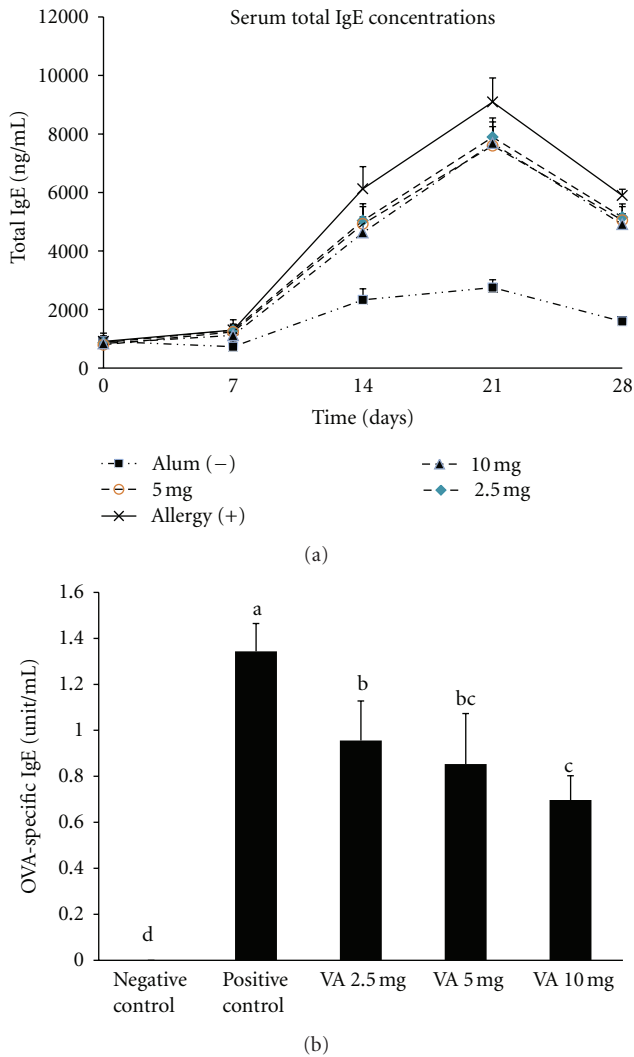 Serum total IgE concentrations
12000
10000
8000
6000
4000
2000
0
Total IgE (ng/mL)
0 7 14 21 28
Time (days)
Alum (−) 10 mg
5 mg 2.5 mg
Allergy (+)
(a)
1.6
1.4
1.2
1
0.8
0.6
0.4
0.2
0
OVA-specific IgE (unit/mL)
d a b bc c
Negative control
Positive control
VA 2.5 mg
VA 5 mg
VA 10 mg
(b)